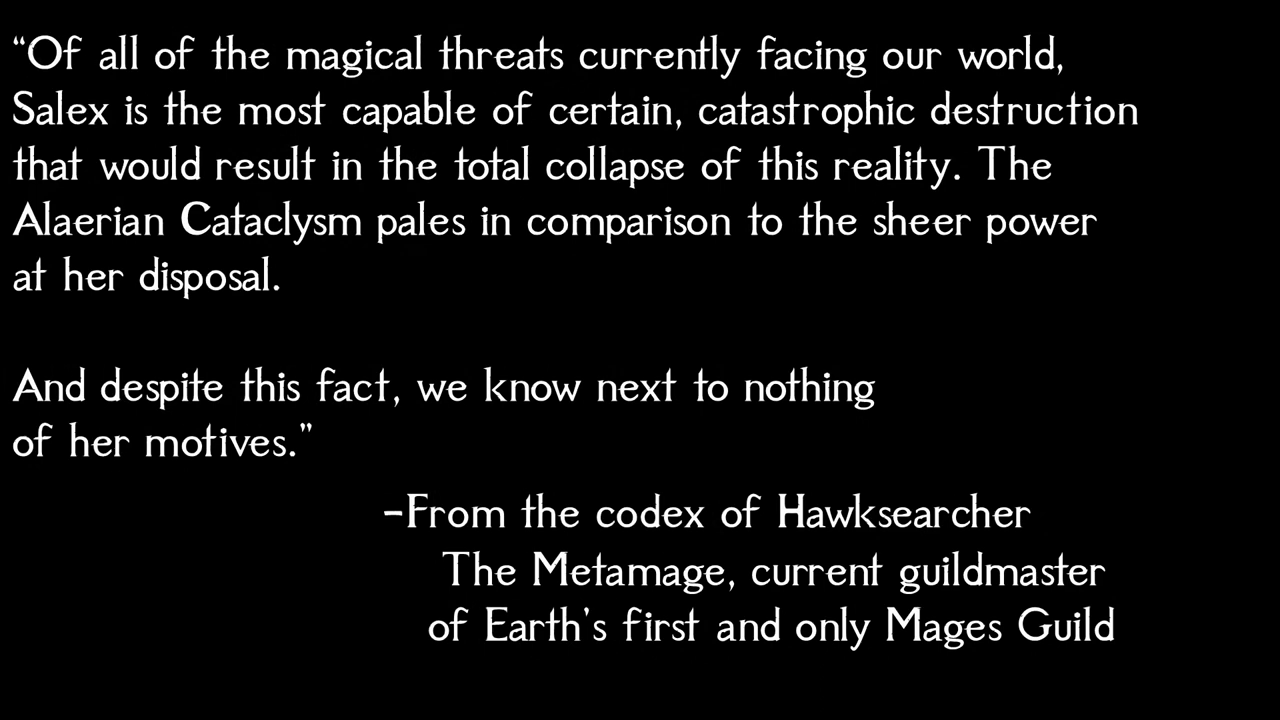 “Of all of the magical threats currently facing our world,
Salex is the most capable of certain, catastrophic destruction
that would result in the total collapse of this reality. The
Alaerian Cataclysm pales in comparison to the sheer power
at her disposal.
And despite this fact, we know next to nothing
of her motives.”
-From the codex of Hawksearcher
The Metamage, current guildmaster
of Earth's first and only Mages Guild